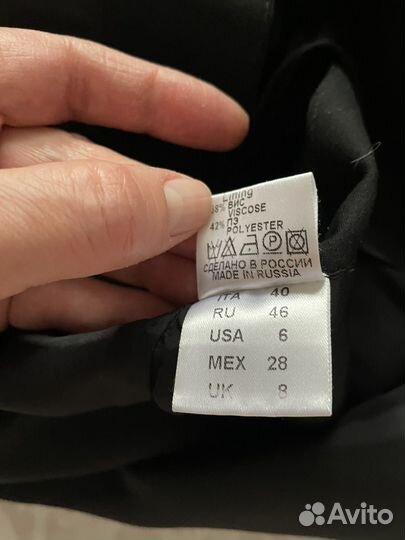 Lining
58% ВИС
VISCOSE
42% ПЭ
POLYESTER
P
СДЕЛАНО В РОССИИ
MADE IN RUSSIA
ITA 40
RU 46
USA 6
MEX 28
UK 8
Avito